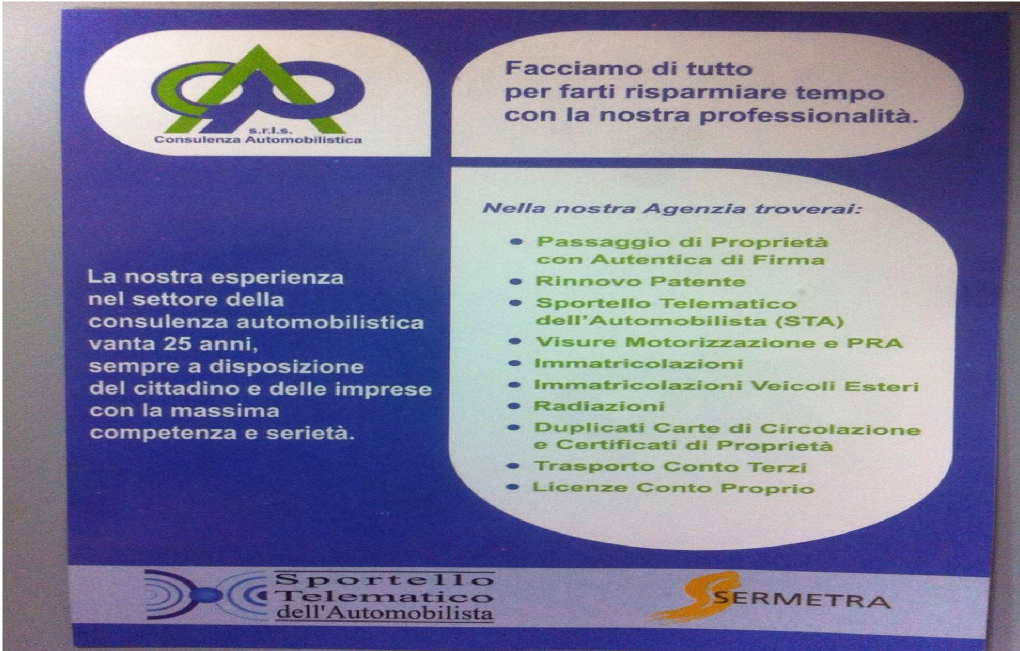 s.r.l.s.
Consulenza Automobilistica
Facciamo di tutto
per farti risparmiare tempo
con la nostra professionalità.
La nostra esperienza
nel settore della
consulenza automobilistica
vanta 25 anni,
sempre a disposizione
del cittadino e delle imprese
con la massima
competenza e serietà.
Nella nostra Agenzia troverai:
• Passaggio di Proprietà
con Autentica di Firma
• Rinnovo Patente
• Sportello Telematico
dell'Automobilista (STA)
• Visure Motorizzazione e PRA
• Immatricolazioni
• Immatricolazioni Veicoli Esteri
• Radiazioni
• Duplicati Carte di Circolazione
e Certificati di Proprietà
• Trasporto Conto Terzi
• Licenze Conto Proprio
Sportello
Telematico
dell'Automobilista
SERMETRA